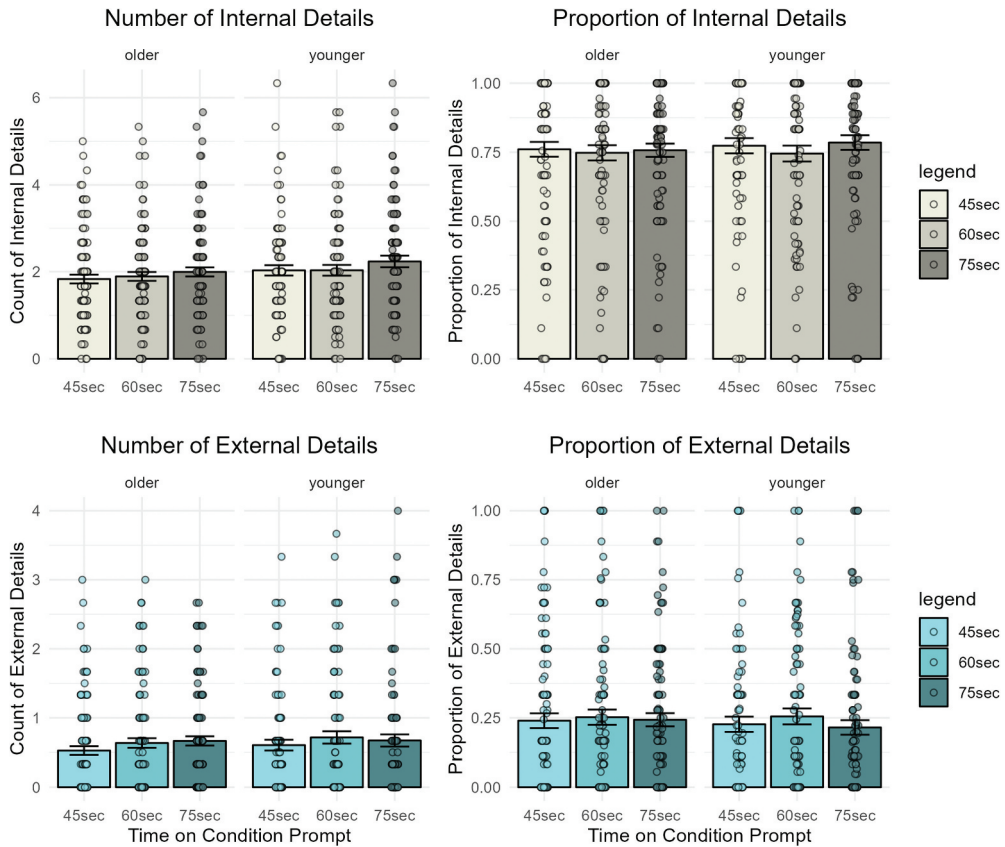 Number of Internal Details
older
younger
Count of Internal Details
6
4
2
0
45sec
60sec
75sec
45sec
60sec
75sec
Proportion of Internal Details
older
younger
Proportion of Internal Details
1.00
0.75
0.50
0.25
0.00
45sec
60sec
75sec
45sec
60sec
75sec
legend
45sec
60sec
75sec
Number of External Details
older
younger
Count of External Details
4
3
2
1
0
45sec
60sec
75sec
45sec
60sec
75sec
Time on Condition Prompt
Proportion of External Details
older
younger
Proportion of External Details
1.00
0.75
0.50
0.25
0.00
45sec
60sec
75sec
45sec
60sec
75sec
Time on Condition Prompt
legend
45sec
60sec
75sec